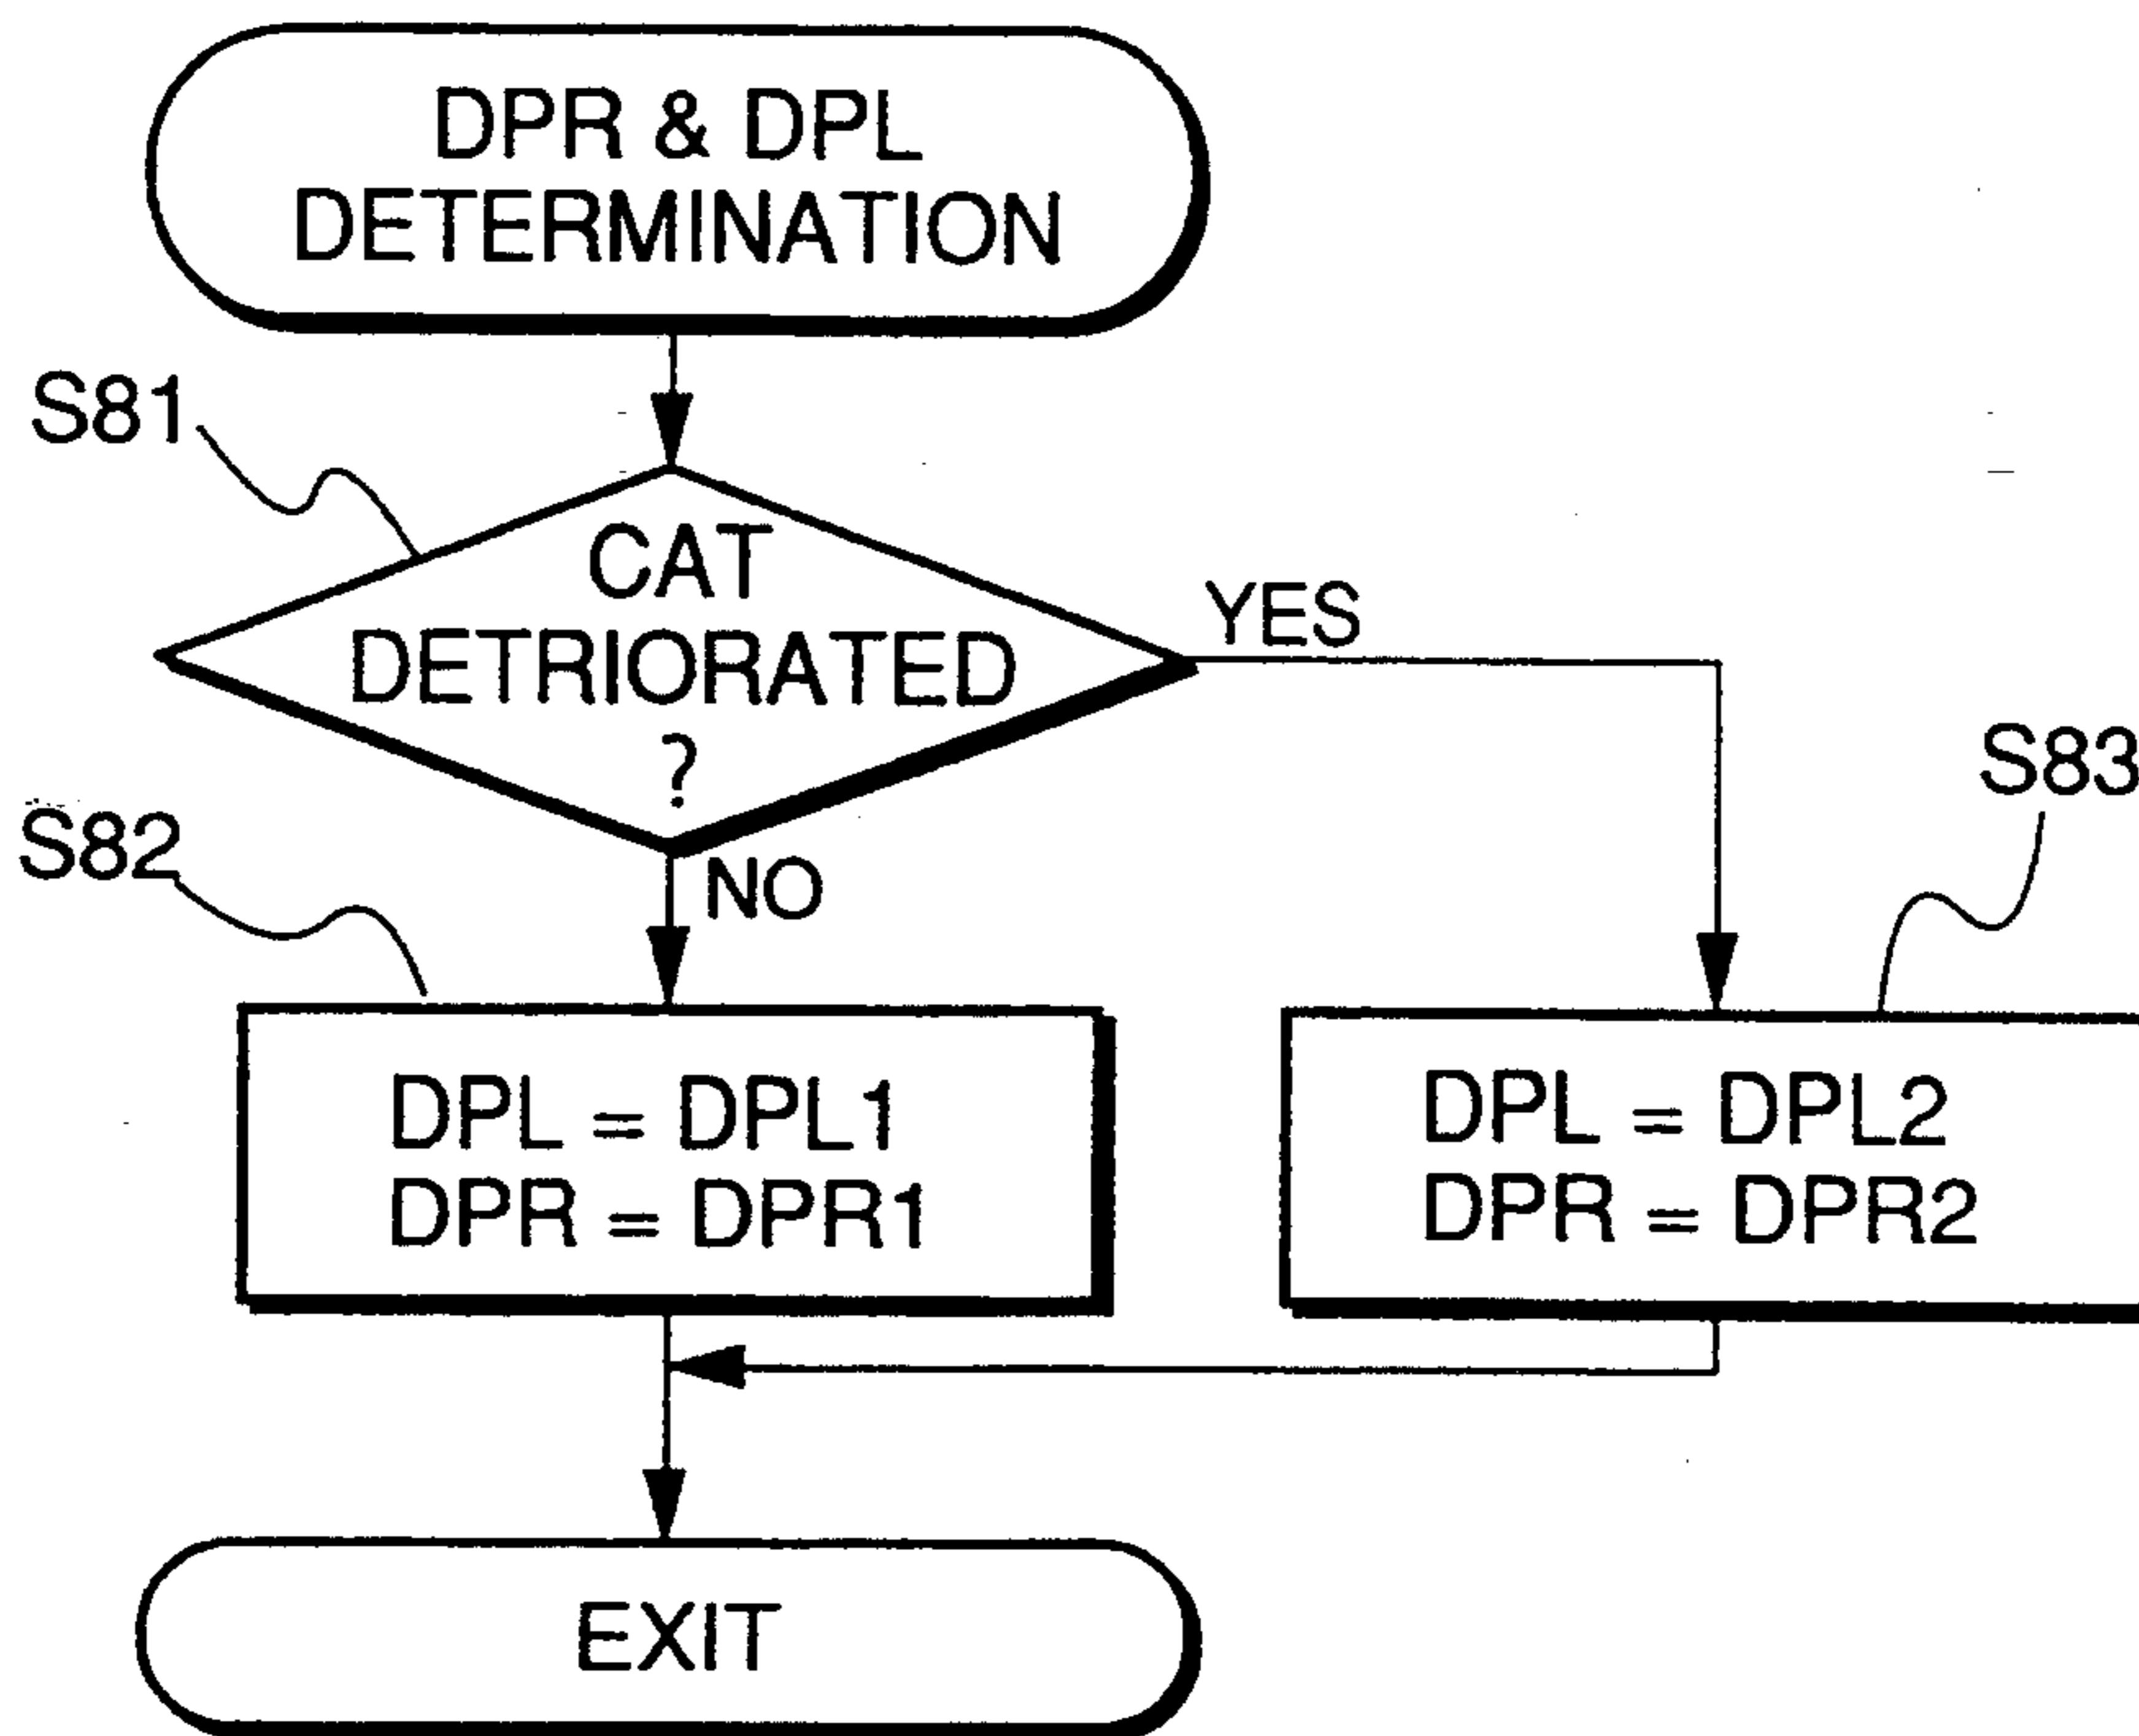 DPR & DPL
DETERMINATION
S81
CAT
DETRIORATED
?
YES
S83
S82
NO
DPL = DPL1
DPR = DPR1
DPL = DPL2
DPR = DPR2
EXIT